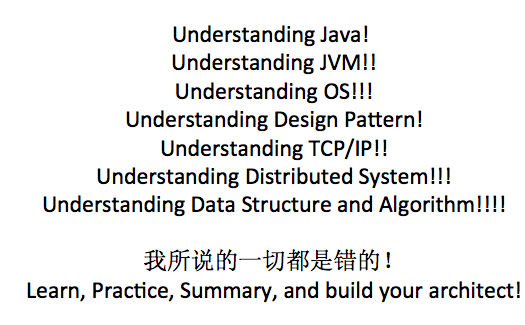 Understanding Java!
Understanding JVM!!
Understanding OS!!!
Understanding Design Pattern!
Understanding TCP/IP!!
Understanding Distributed System!!!
Understanding Data Structure and Algorithm!!!!
我所说的一切都是错的！
Learn, Practice, Summary, and build your architect!